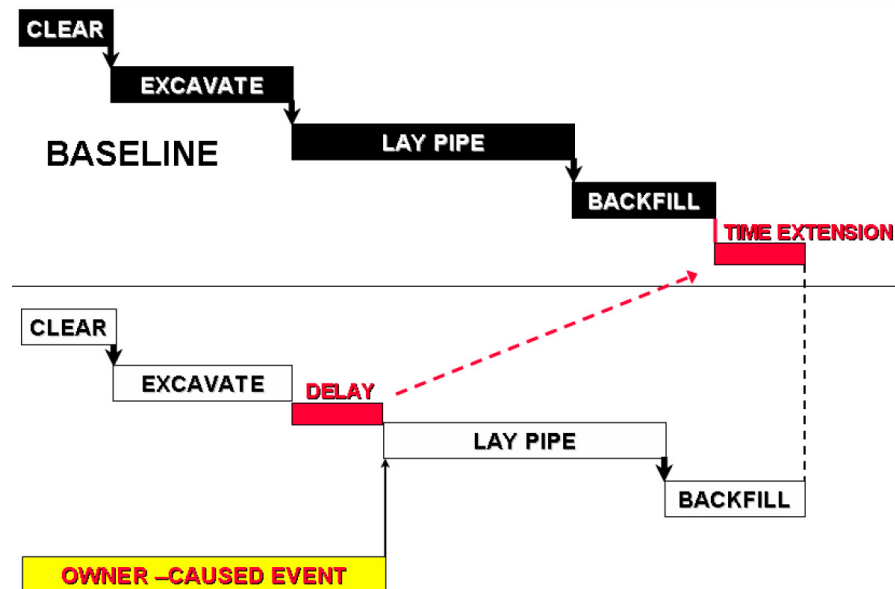 CLEAR
EXCAVATE
LAY PIPE
BASELINE
BACKFILL
TIME EXTENSION
CLEAR
EXCAVATE
DELAY
LAY PIPE
BACKFILL
OWNER –CAUSED EVENT